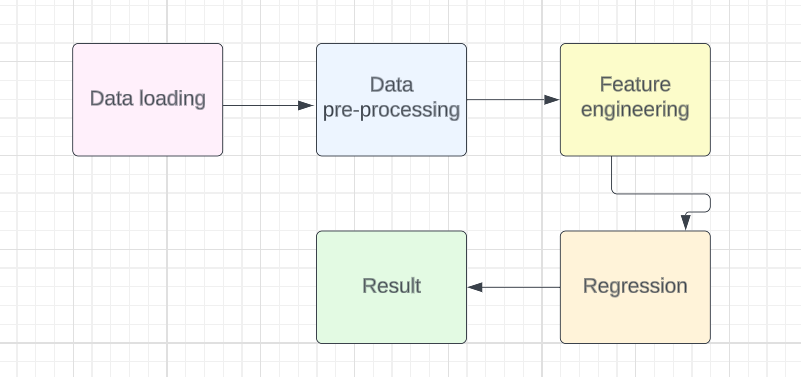 Data loading
Data
pre-processing
Feature
engineering
Result
Regression